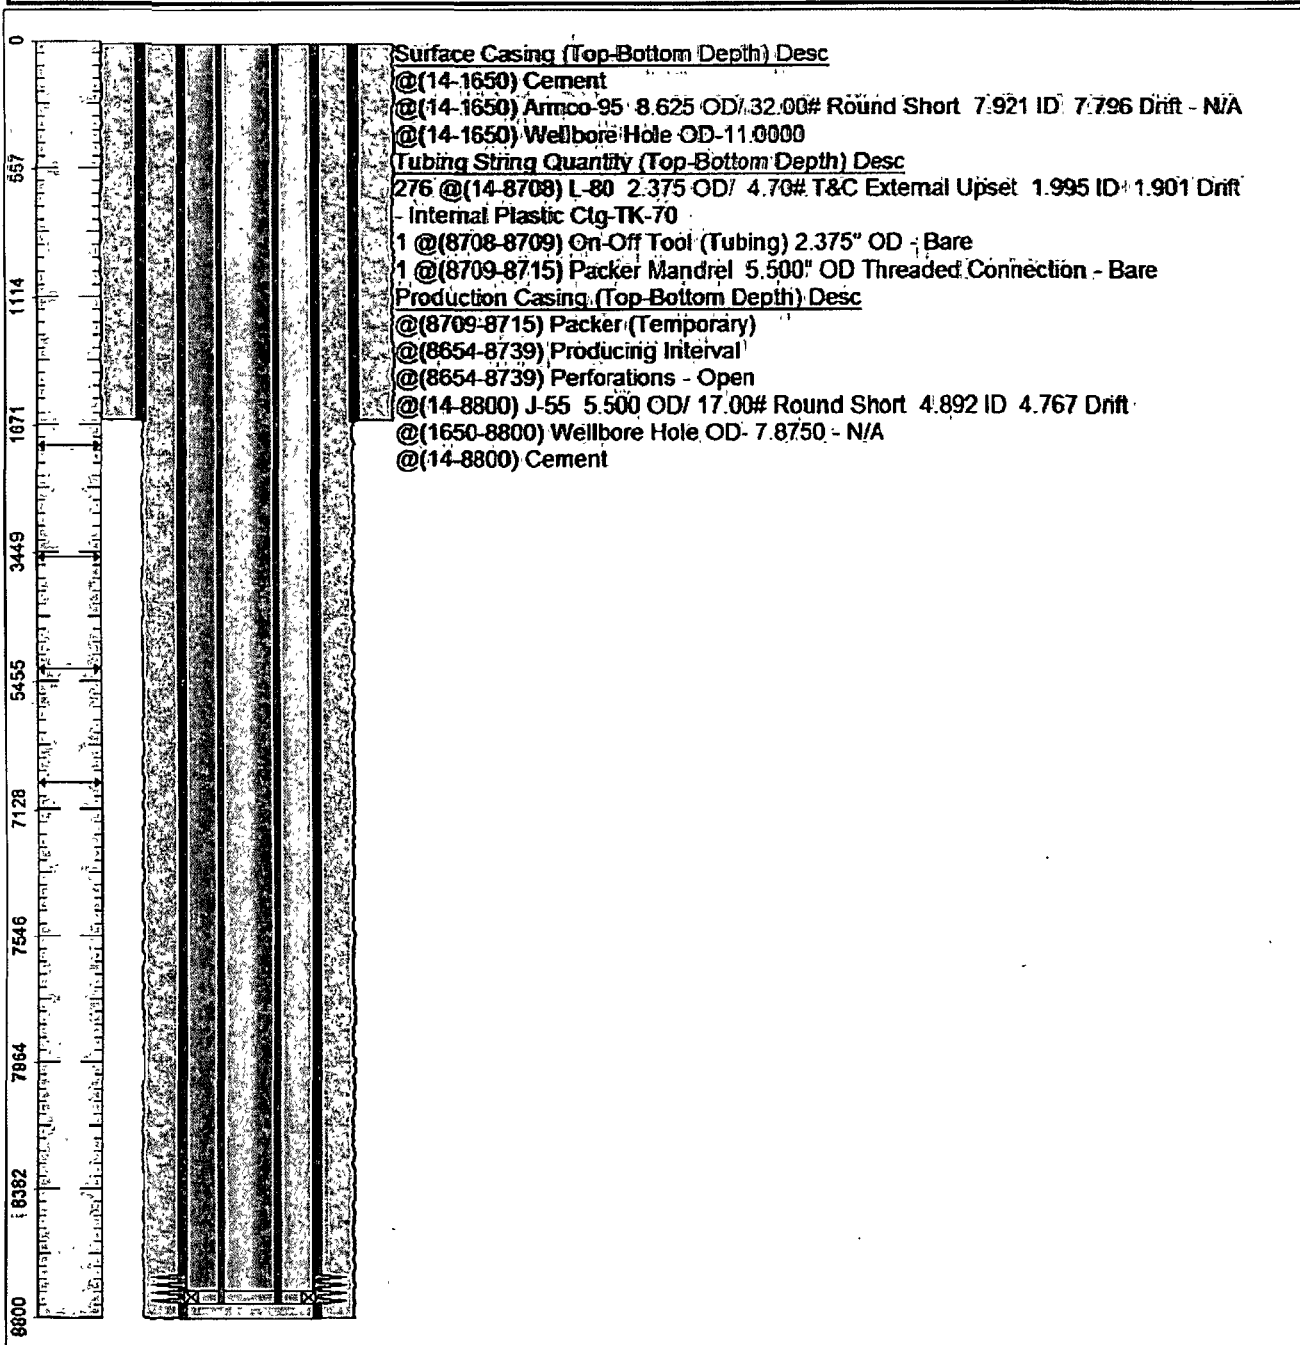 Surface Casing (Top-Bottom Depth) Desc
@(14-1650) Cement
@(14-1650) Armco-95 8.625 OD/ 32.00# Round Short 7.921 ID 7.796 Drift - N/A
@(14-1650) Wellbore Hole OD-11.0000
Tubing String Quantity (Top-Bottom Depth) Desc
276 @(14-8708) L-80 2.375 OD/ 4.70# T&C External Upset 1.995 ID 1.901 Drift
- Internal Plastic Ctg-TK-70
1 @(8708-8709) On-Off Tool (Tubing) 2.375" OD - Bare
1 @(8709-8715) Packer Mandrel 5.500" OD Threaded Connection - Bare
Production Casing (Top-Bottom Depth) Desc
@(8709-8715) Packer (Temporary)
@(8654-8739) Producing Interval
@(8654-8739) Perforations - Open
@(14-8800) J-55 5.500 OD/ 17.00# Round Short 4.892 ID 4.767 Drift
@(1650-8800) Wellbore Hole OD- 7.8750 - N/A
@(14-8800) Cement
0
557
1114
1671
3449
5455
7128
7546
7964
8382
8800